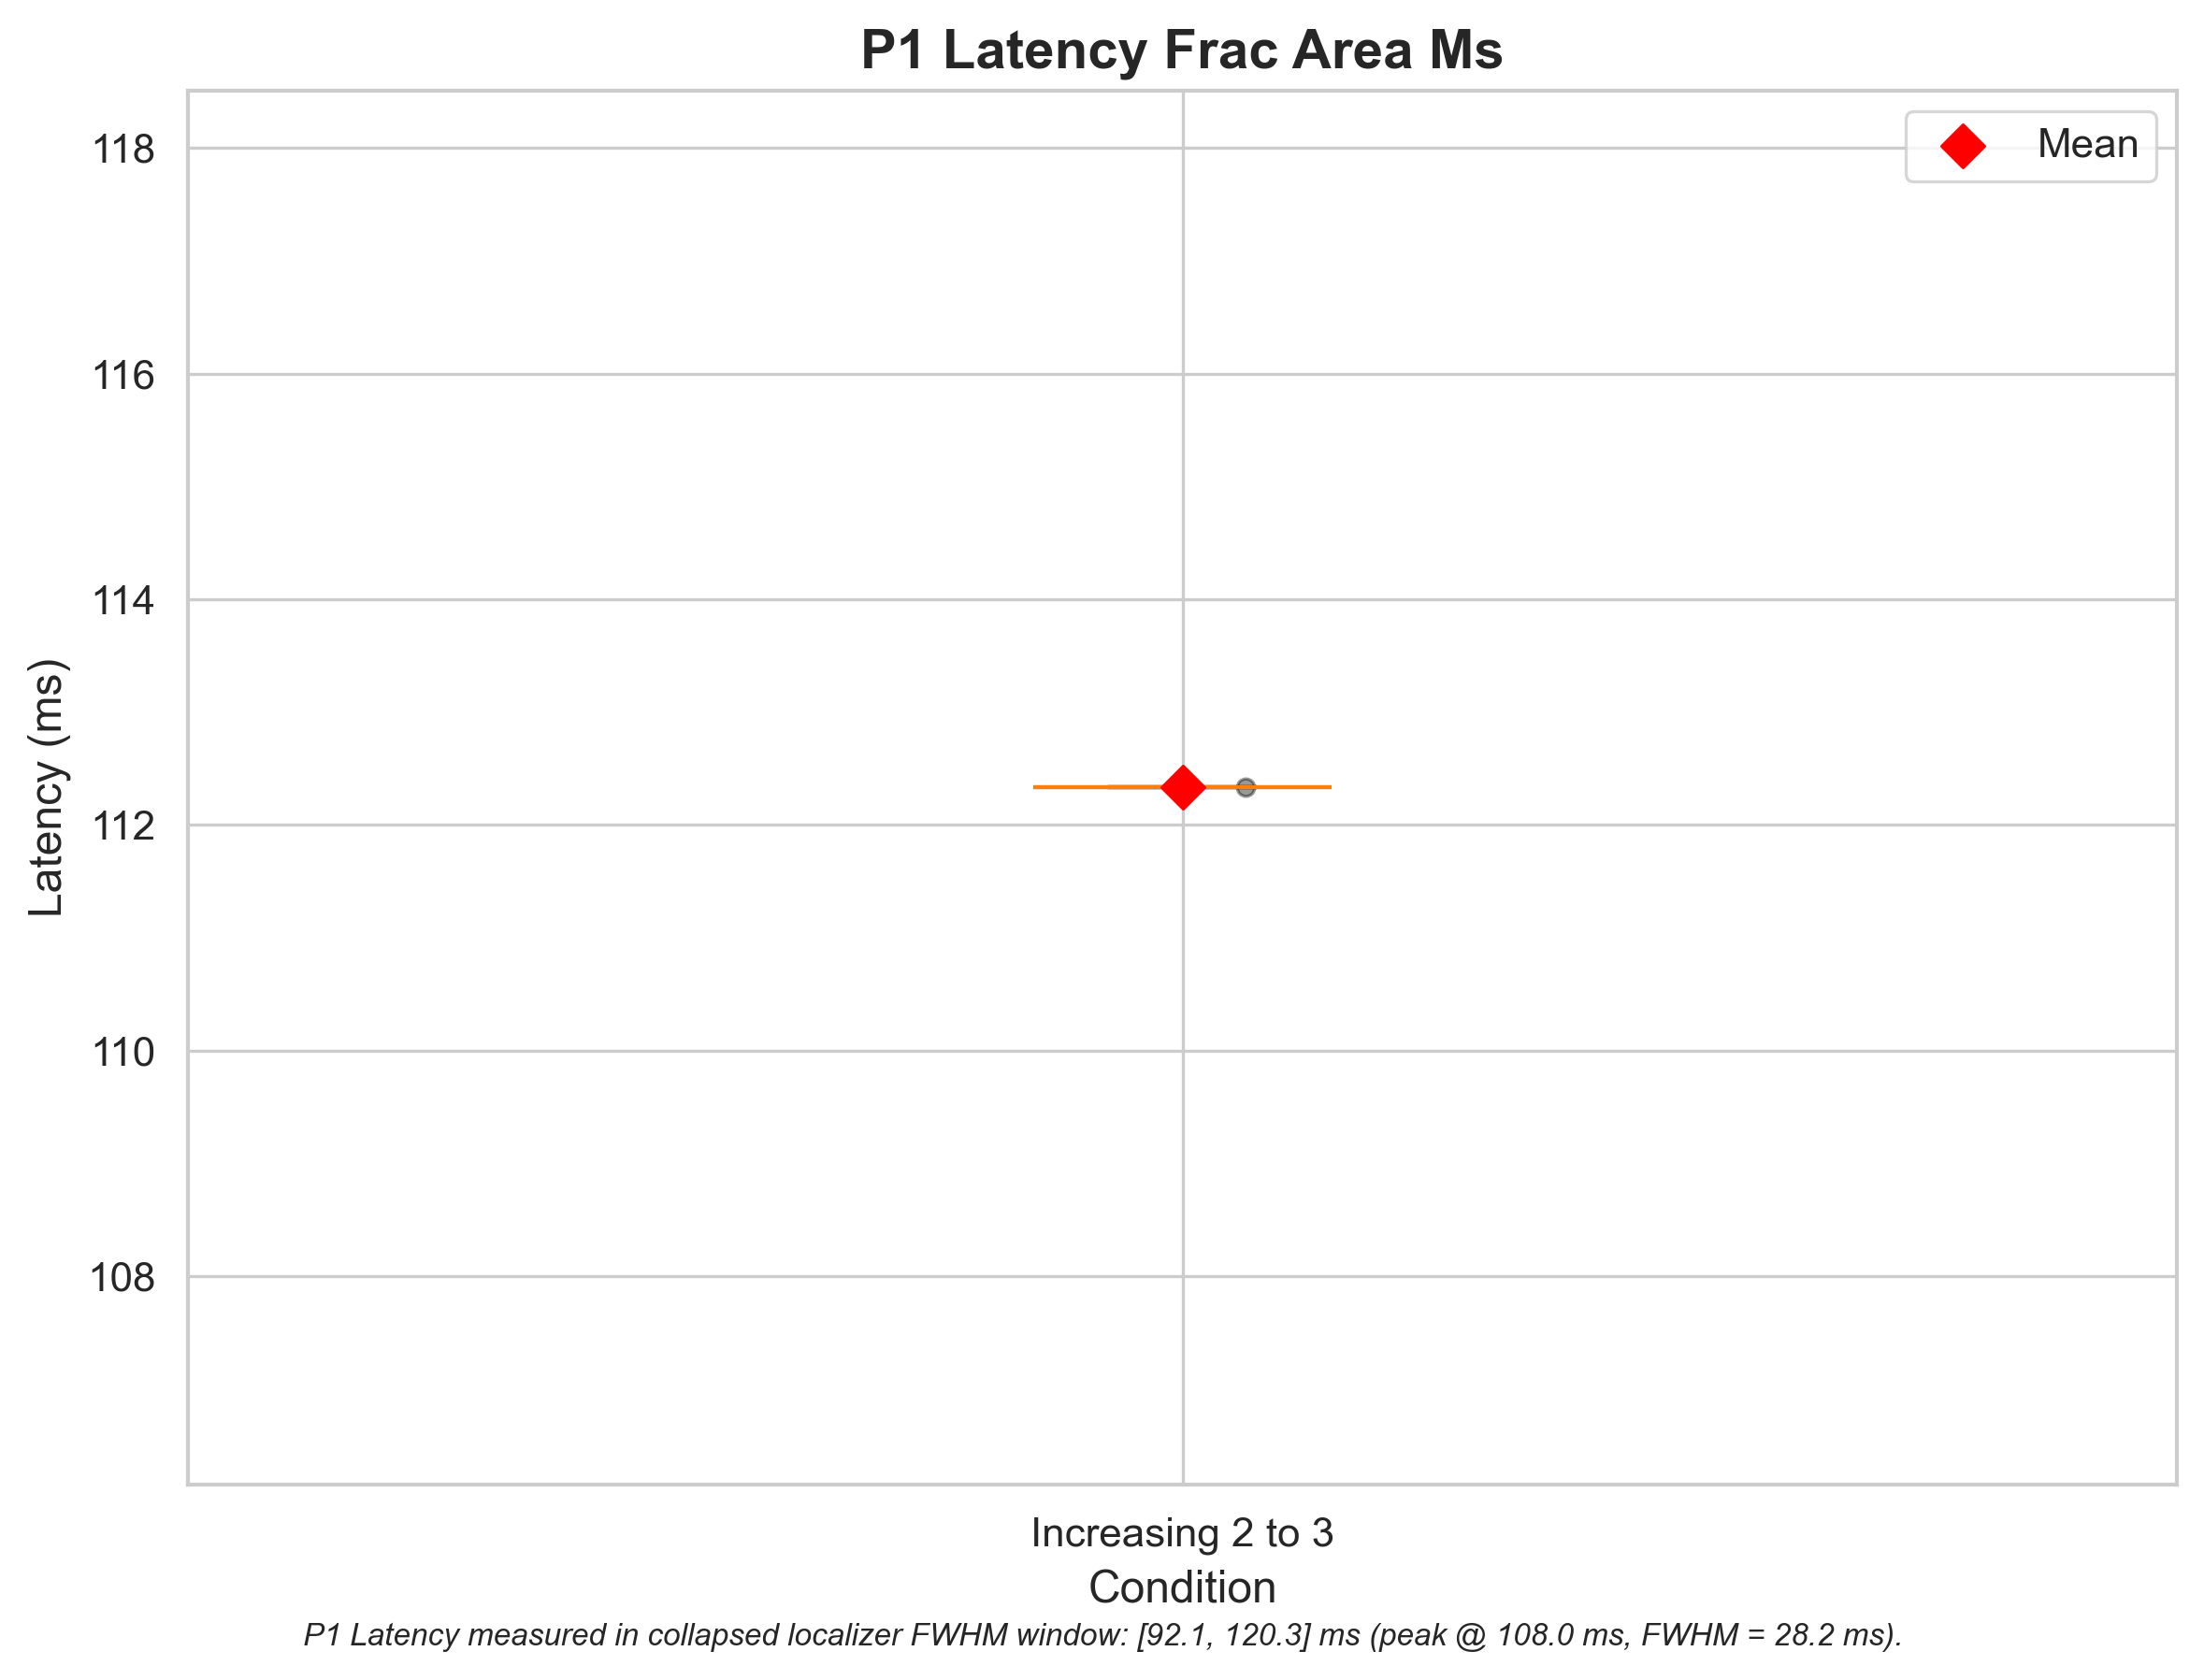 P1 Latency Frac Area Ms
Mean
118
116
114
112
110
108
Latency (ms)
Increasing 2 to 3
Condition
P1 Latency measured in collapsed localizer FWHM window: [92.1, 120.3] ms (peak @ 108.0 ms, FWHM = 28.2 ms).